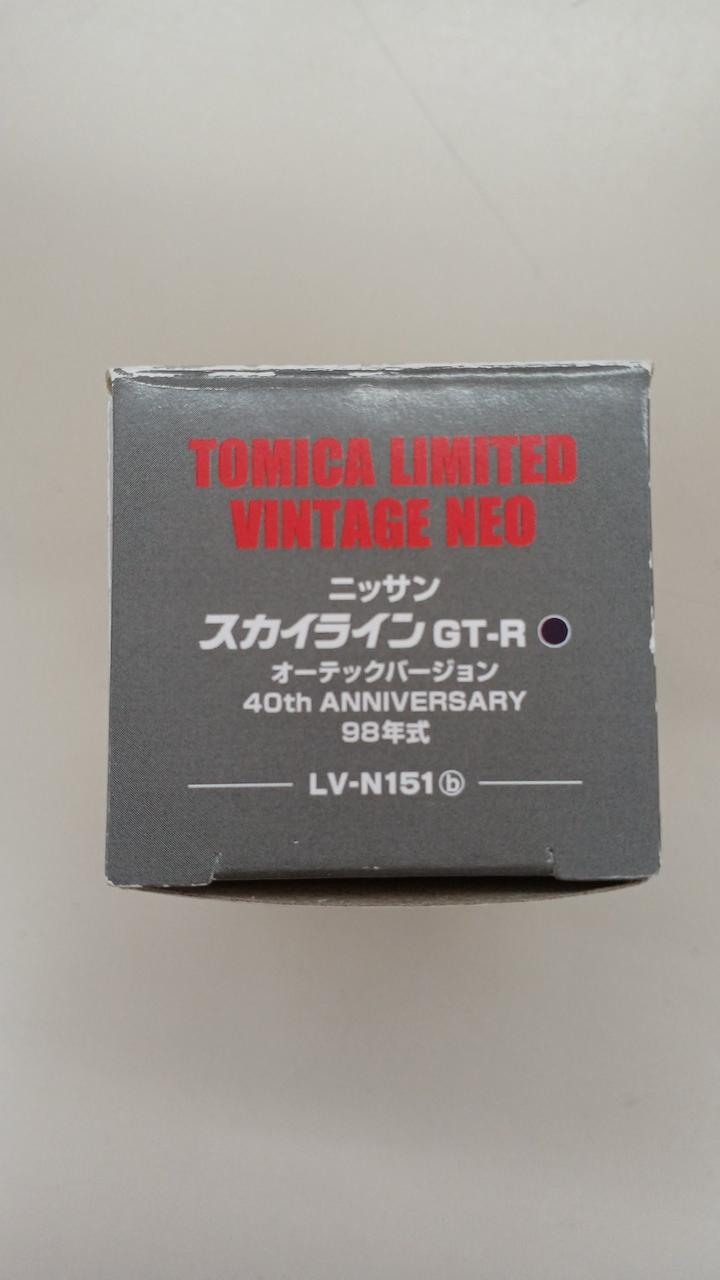 TOMICA LIMITED
VINTAGE NEO
ニッサン
スカイライン GT-R
オーテックバージョン
40th ANNIVERSARY
98年式
LV-N151ⓑ